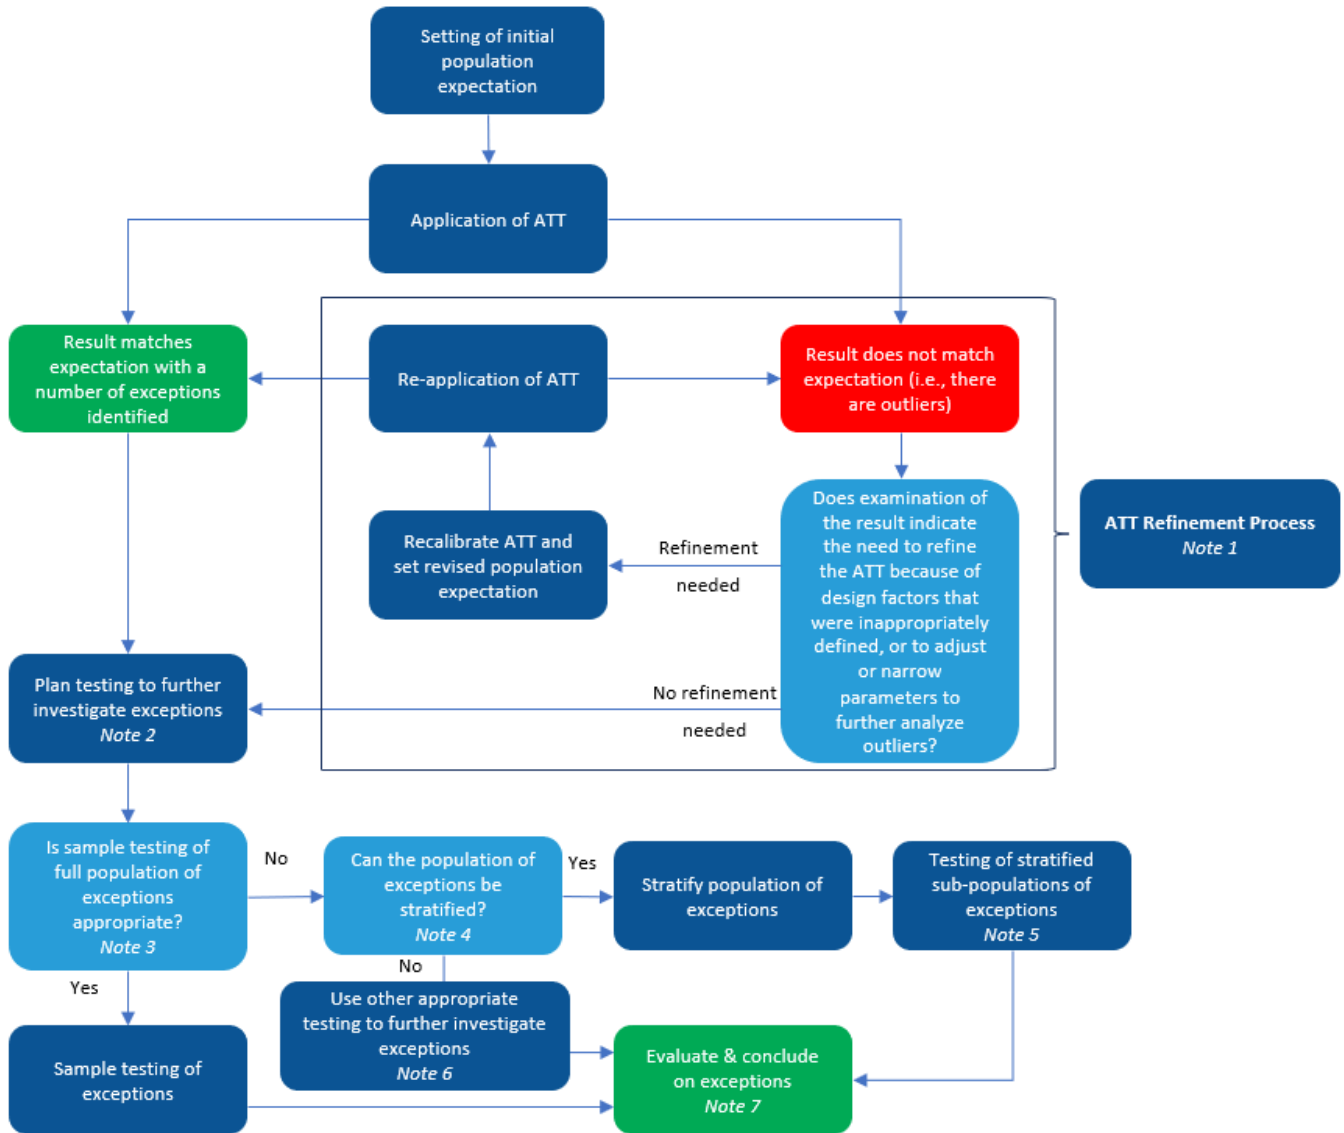 Setting of initial
population
expectation
Application of ATT
Result matches
expectation with a
number of exceptions
identified
Re-application of ATT
Result does not match
expectation (i.e., there
are outliers)
Does examination of
the result indicate
the need to refine
the ATT because of
design factors that
were inappropriately
defined, or to adjust
or narrow
parameters to
further analyze
outliers?
ATT Refinement Process
Note 1
Recalibrate ATT and
set revised population
expectation
Refinement
needed
No refinement
needed
Plan testing to further
investigate exceptions
Note 2
Is sample testing of
full population of
exceptions
appropriate?
Note 3
No
Can the population of
exceptions be
stratified?
Note 4
Yes
Stratify population of
exceptions
Testing of stratified
sub-populations of
exceptions
Note 5
Yes
No
Use other appropriate
testing to further investigate
exceptions
Note 6
Sample testing of
exceptions
Evaluate & conclude
on exceptions
Note 7